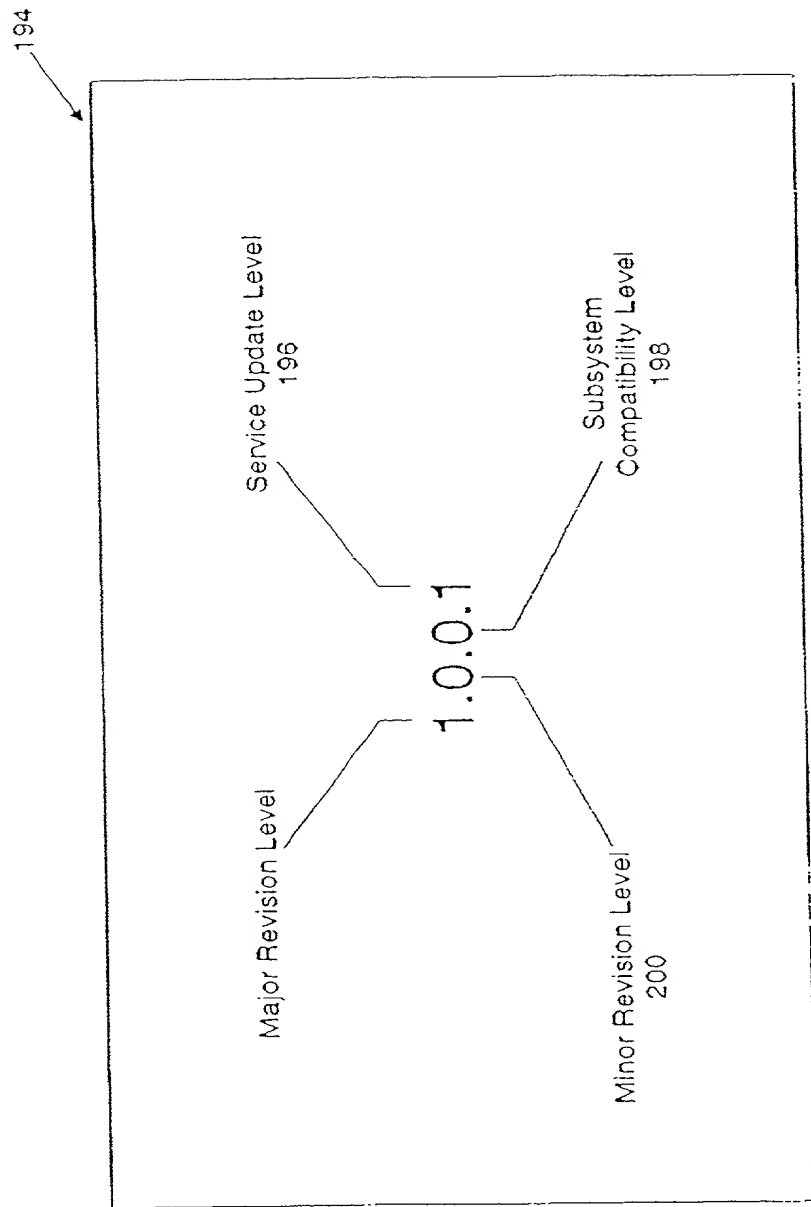 194
Major Revision Level
Service Update Level
196
1.0.0.1
Minor Revision Level
200
Subsystem
Compatibility Level
198